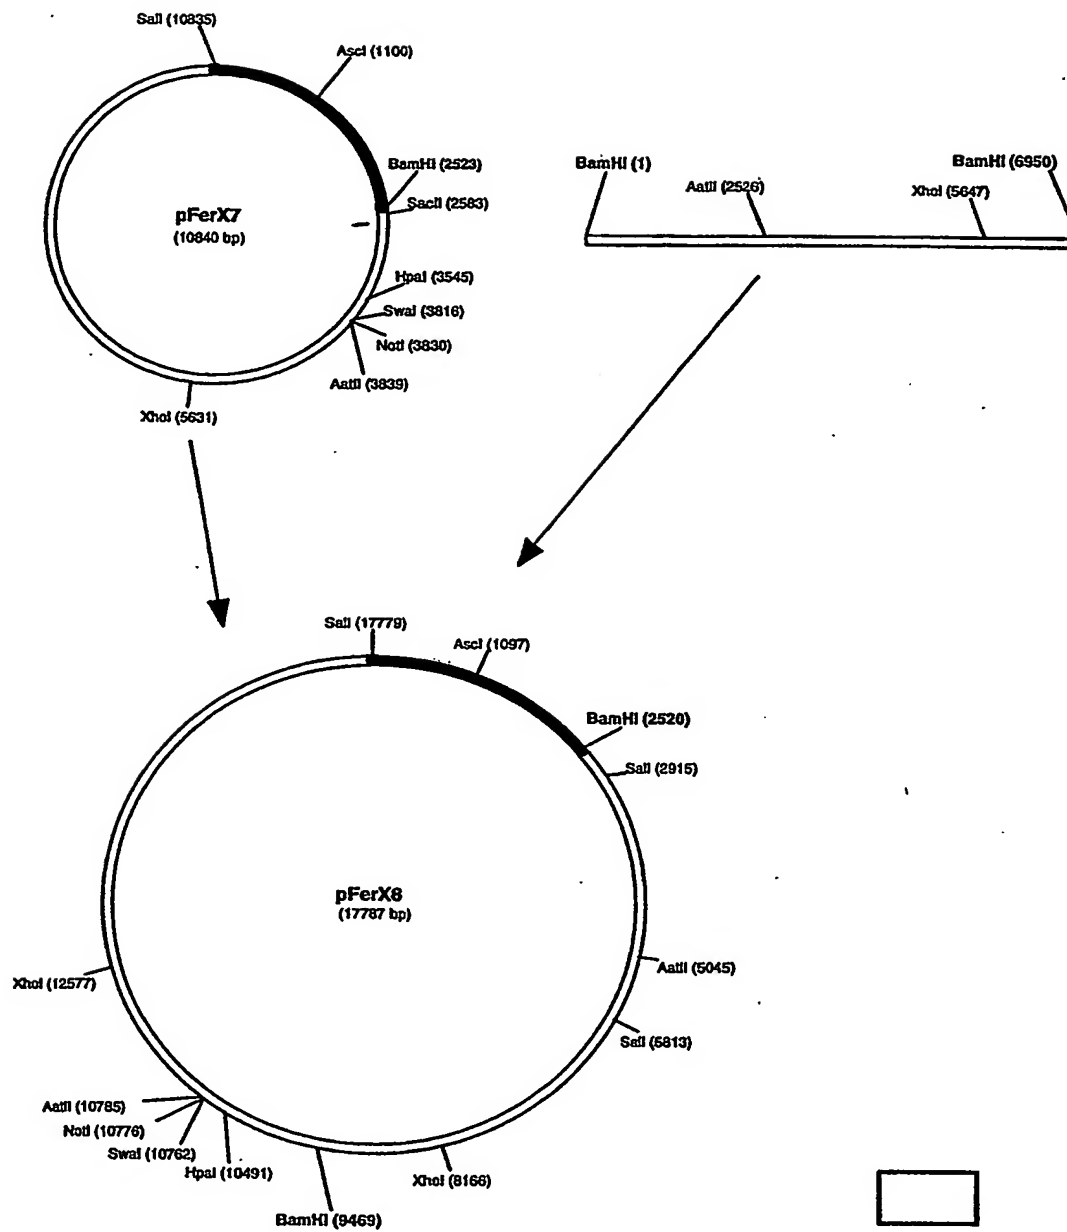 SalI (10835)
AscI (1100)
BamHI (2523)
SacII (2583)
pFerX7
(10840 bp)
HpaI (3545)
SwaI (3816)
NotI (3830)
AatII (3839)
XhoI (5631)
BamHI (1)
AatII (2526)
XhoI (5647)
BamHI (6950)
SalI (17779)
AscI (1097)
BamHI (2520)
SalI (2915)
pFerX8
(17787 bp)
AatII (5045)
SalI (5813)
XhoI (12577)
AatII (10785)
NotI (10776)
SwaI (10762)
HpaI (10491)
XhoI (8166)
BamHI (9469)